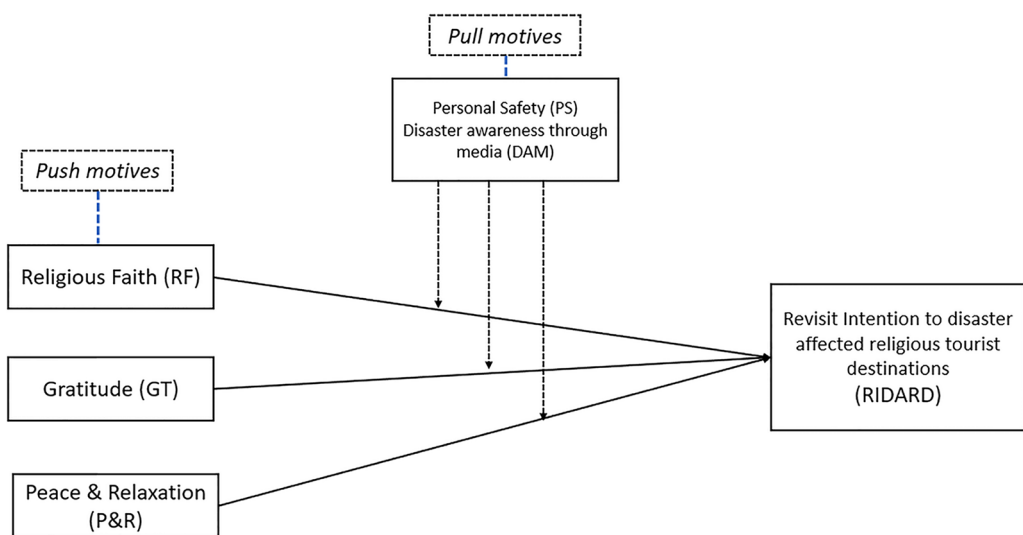 Pull motives
Personal Safety (PS)
Disaster awareness through
media (DAM)
Push motives
Religious Faith (RF)
Gratitude (GT)
Peace & Relaxation
(P&R)
Revisit Intention to disaster
affected religious tourist
destinations
(RIDARD)